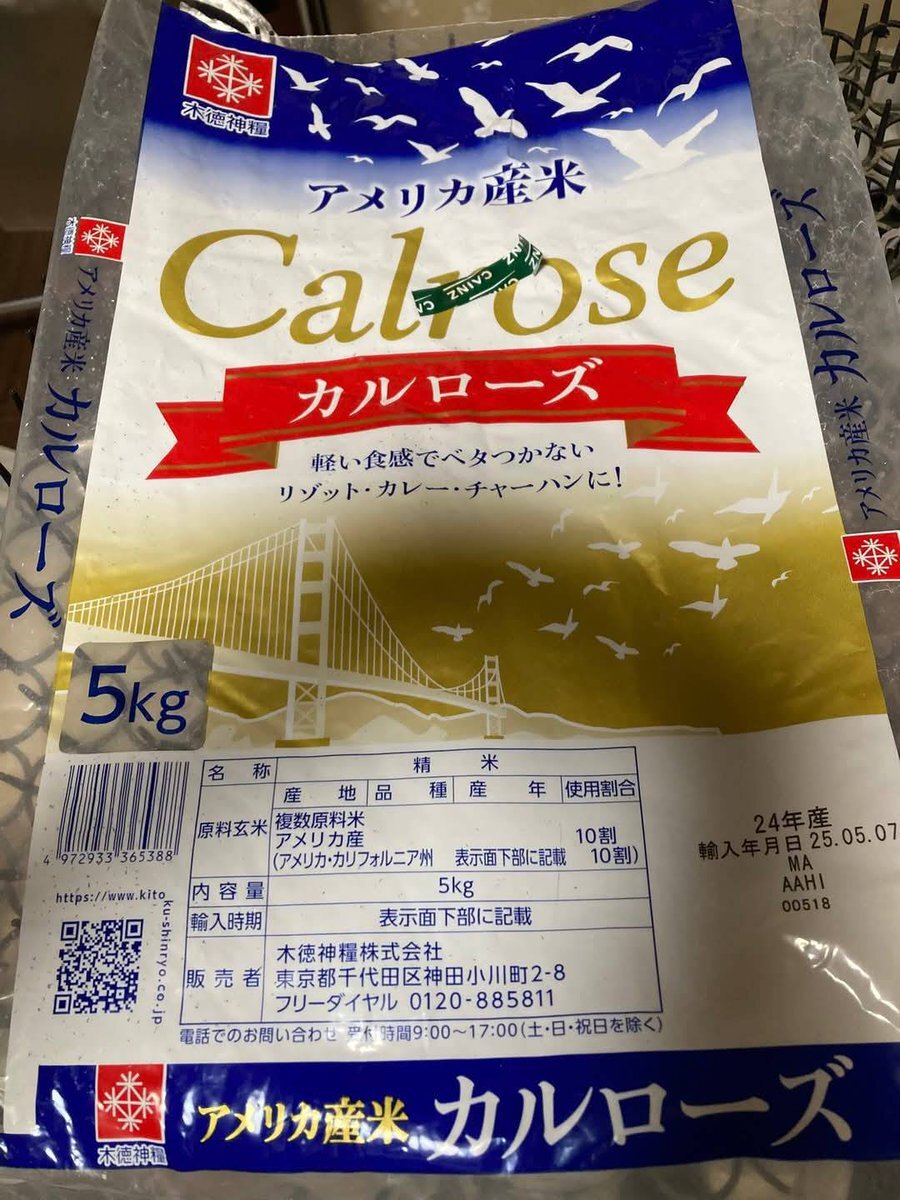 木徳神糧
アメリカ産米
Calrose
CAINZ
カルローズ
軽い食感でベタつかない
リゾット・カレー・チャーハンに!
木徳神糧
アメリカ産米 カルローズ
アメリカ産米 カルローズ
5kg
名称 精米
産地 品種 産年 使用割合
原料玄米 複数原料米
アメリカ産 10割
(アメリカ・カリフォルニア州 表示面下部に記載 10割)
内容量 5kg
輸入時期 表示面下部に記載
販売者 木徳神糧株式会社
東京都千代田区神田小川町2-8
フリーダイヤル 0120-885811
電話でのお問い合わせ 受付時間9:00〜17:00(土・日・祝日を除く)
4 972933 365388
https://www.kitoku-shinryo.co.jp
24年産
輸入年月日 25.05.07
MA
AAHI
00518
木徳神糧
アメリカ産米 カルローズ